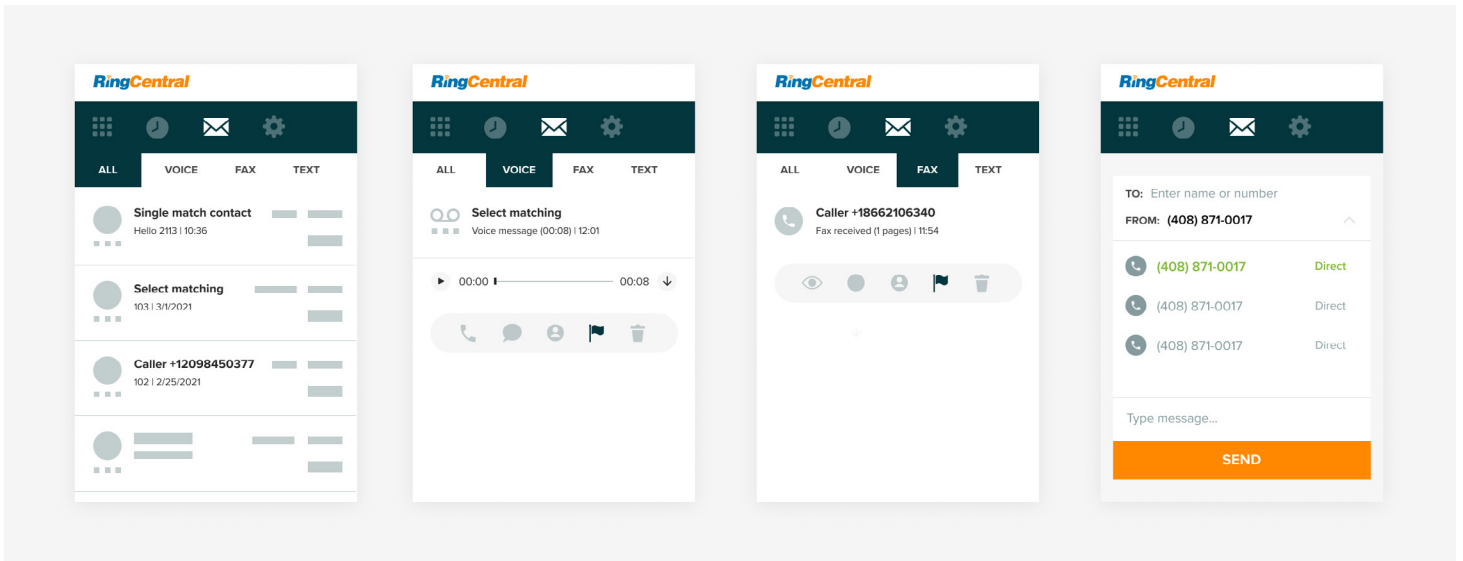 RingCentral
ALL VOICE FAX TEXT
Single match contact
Hello 2113 | 10:36
Select matching
103 | 3/1/2021
Caller +12098450377
102 | 2/25/2021
RingCentral
ALL VOICE FAX TEXT
Select matching
Voice message (00:08) | 12:01
00:00 00:08
RingCentral
ALL VOICE FAX TEXT
Caller +18662106340
Fax received (1 pages) | 11:54
RingCentral
TO: Enter name or number
FROM: (408) 871-0017
(408) 871-0017 Direct
(408) 871-0017 Direct
(408) 871-0017 Direct
Type message...
SEND